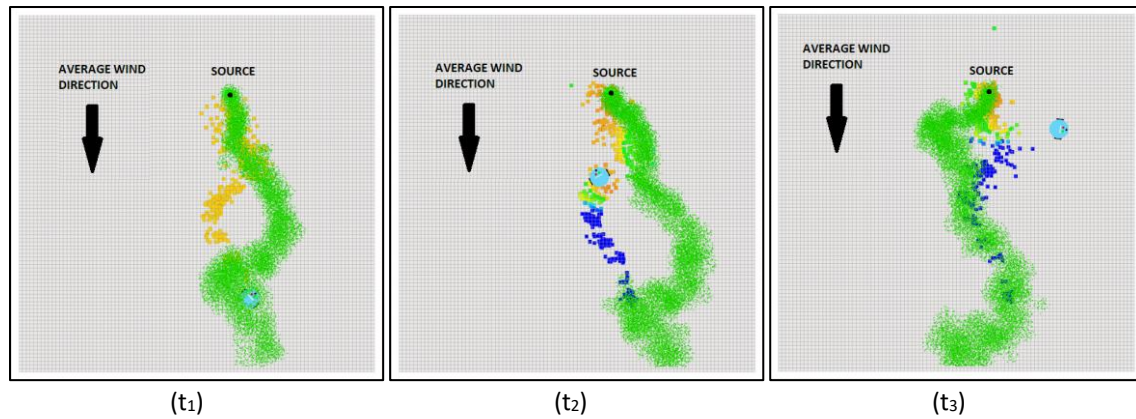 AVERAGE WIND
DIRECTION
SOURCE
AVERAGE WIND
DIRECTION
SOURCE
AVERAGE WIND
DIRECTION
SOURCE
(t₁)
(t₂)
(t₃)